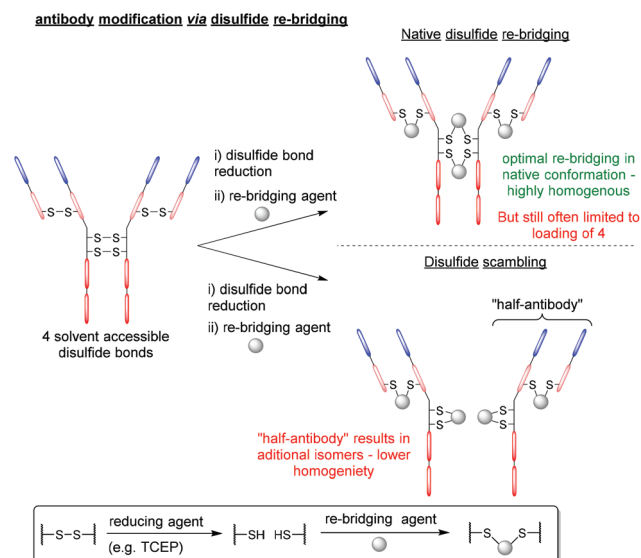 antibody modification via disulfide re-bridging
Native disulfide re-bridging
S S S S
S S
S S
S-S S-S
S-S
S-S
i) disulfide bond
reduction
ii) re-bridging agent
optimal re-bridging in
native conformation -
highly homogenous
But still often limited to
loading of 4
Disulfide scambling
i) disulfide bond
reduction
ii) re-bridging agent
4 solvent accessible
disulfide bonds
"half-antibody"
S S S S
S S
S S
"half-antibody" results in
aditional isomers - lower
homogeniety
S-S reducing agent SH HS re-bridging agent S S
(e.g. TCEP)